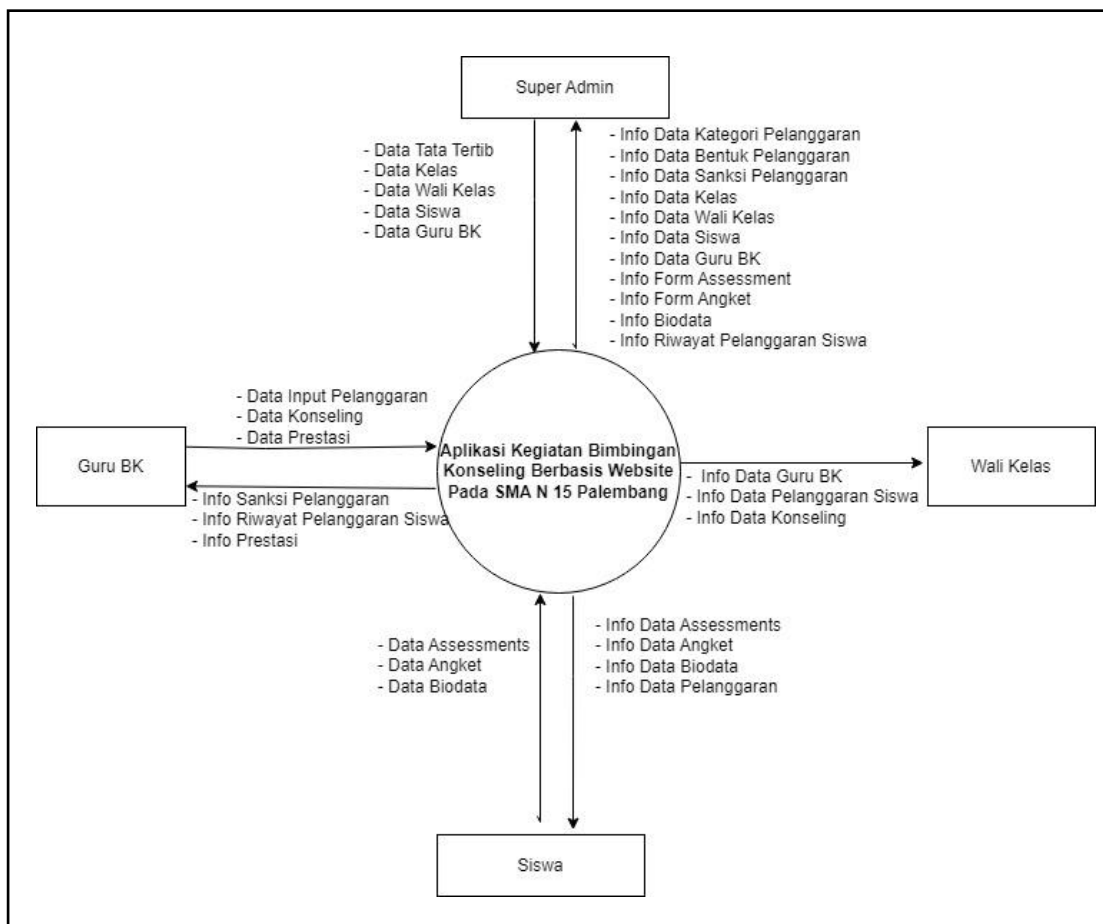 Super Admin
- Data Tata Tertib
- Data Kelas
- Data Wali Kelas
- Data Siswa
- Data Guru BK
- Info Data Kategori Pelanggaran
- Info Data Bentuk Pelanggaran
- Info Data Sanksi Pelanggaran
- Info Data Kelas
- Info Data Wali Kelas
- Info Data Siswa
- Info Data Guru BK
- Info Form Assessment
- Info Form Angket
- Info Biodata
- Info Riwayat Pelanggaran Siswa
- Data Input Pelanggaran
- Data Konseling
- Data Prestasi
Guru BK
- Info Sanksi Pelanggaran
- Info Riwayat Pelanggaran Siswa
- Info Prestasi
Aplikasi Kegiatan Bimbingan
Konseling Berbasis Website
Pada SMA N 15 Palembang
Wali Kelas
- Info Data Guru BK
- Info Data Pelanggaran Siswa
- Info Data Konseling
- Data Assessments
- Data Angket
- Data Biodata
- Info Data Assessments
- Info Data Angket
- Info Data Biodata
- Info Data Pelanggaran
Siswa